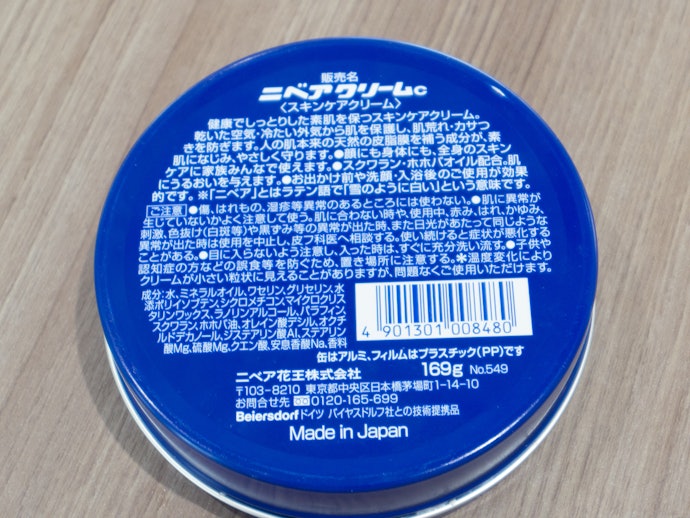 販売名
ニベアクリームc
〈スキンケアクリーム〉
健康でしっとりした素肌を保つスキンケアクリーム。
乾いた空気・冷たい外気から肌を保護し、肌荒れ・カサつ
きを防ぎます。人の肌本来の天然の皮脂膜を補う成分が、素
肌になじみ、やさしく守ります。●顔にも身体にも、全身のスキン
ケアに家族みんなで使えます。●スクワラン・ホホバオイル配合。肌
にうるおいを与えます。●お出かけ前や洗顔・入浴後のご使用が効果
的です。※「ニベア」とはラテン語で「雪のように白い」という意味です。
ご注意 ●傷、はれもの、湿疹等異常のあるところには使わない。●肌に異常が
生じていないかよく注意して使う。肌に合わない時や、使用中、赤み、はれ、かゆみ、
刺激、色抜け(白斑等)や黒ずみ等の異常が出た時、また日光があたって同じような
異常が出た時は使用を中止し、皮フ科医へ相談する。使い続けると症状が悪化する
ことがある。●目に入らないよう注意し、入った時は、すぐに充分洗い流す。●子供や
認知症の方などの誤食等を防ぐため、置き場所に注意する。＊温度変化により
クリームが小さい粒状に見えることがありますが、問題なくご使用いただけます。
成分:水、ミネラルオイル、ワセリン、グリセリン、水
添ポリイソブテン、シクロメチコン、マイクロクリス
タリンワックス、ラノリンアルコール、パラフィン、
スクワラン、ホホバ油、オレイン酸デシル、オクチ
ルドデカノール、ジステアリン酸Al、ステアリン
酸Mg、硫酸Mg、クエン酸、安息香酸Na、香料
4 901301 008480
缶はアルミ、フィルムはプラスチック(PP)です
ニベア花王株式会社 169g No.549
〒103-8210 東京都中央区日本橋茅場町1-14-10
お問合せ先 0120-165-699
Beiersdorf ドイツ バイヤスドルフ社との技術提携品
Made in Japan